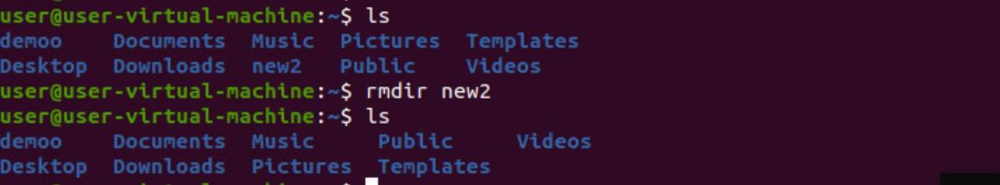 user@user-virtual-machine:~$ ls
demoo    Documents  Music  Pictures  Templates
Desktop  Downloads  new2   Public    Videos
user@user-virtual-machine:~$ rmdir new2
user@user-virtual-machine:~$ ls
demoo    Documents  Music     Public     Videos
Desktop  Downloads  Pictures  Templates